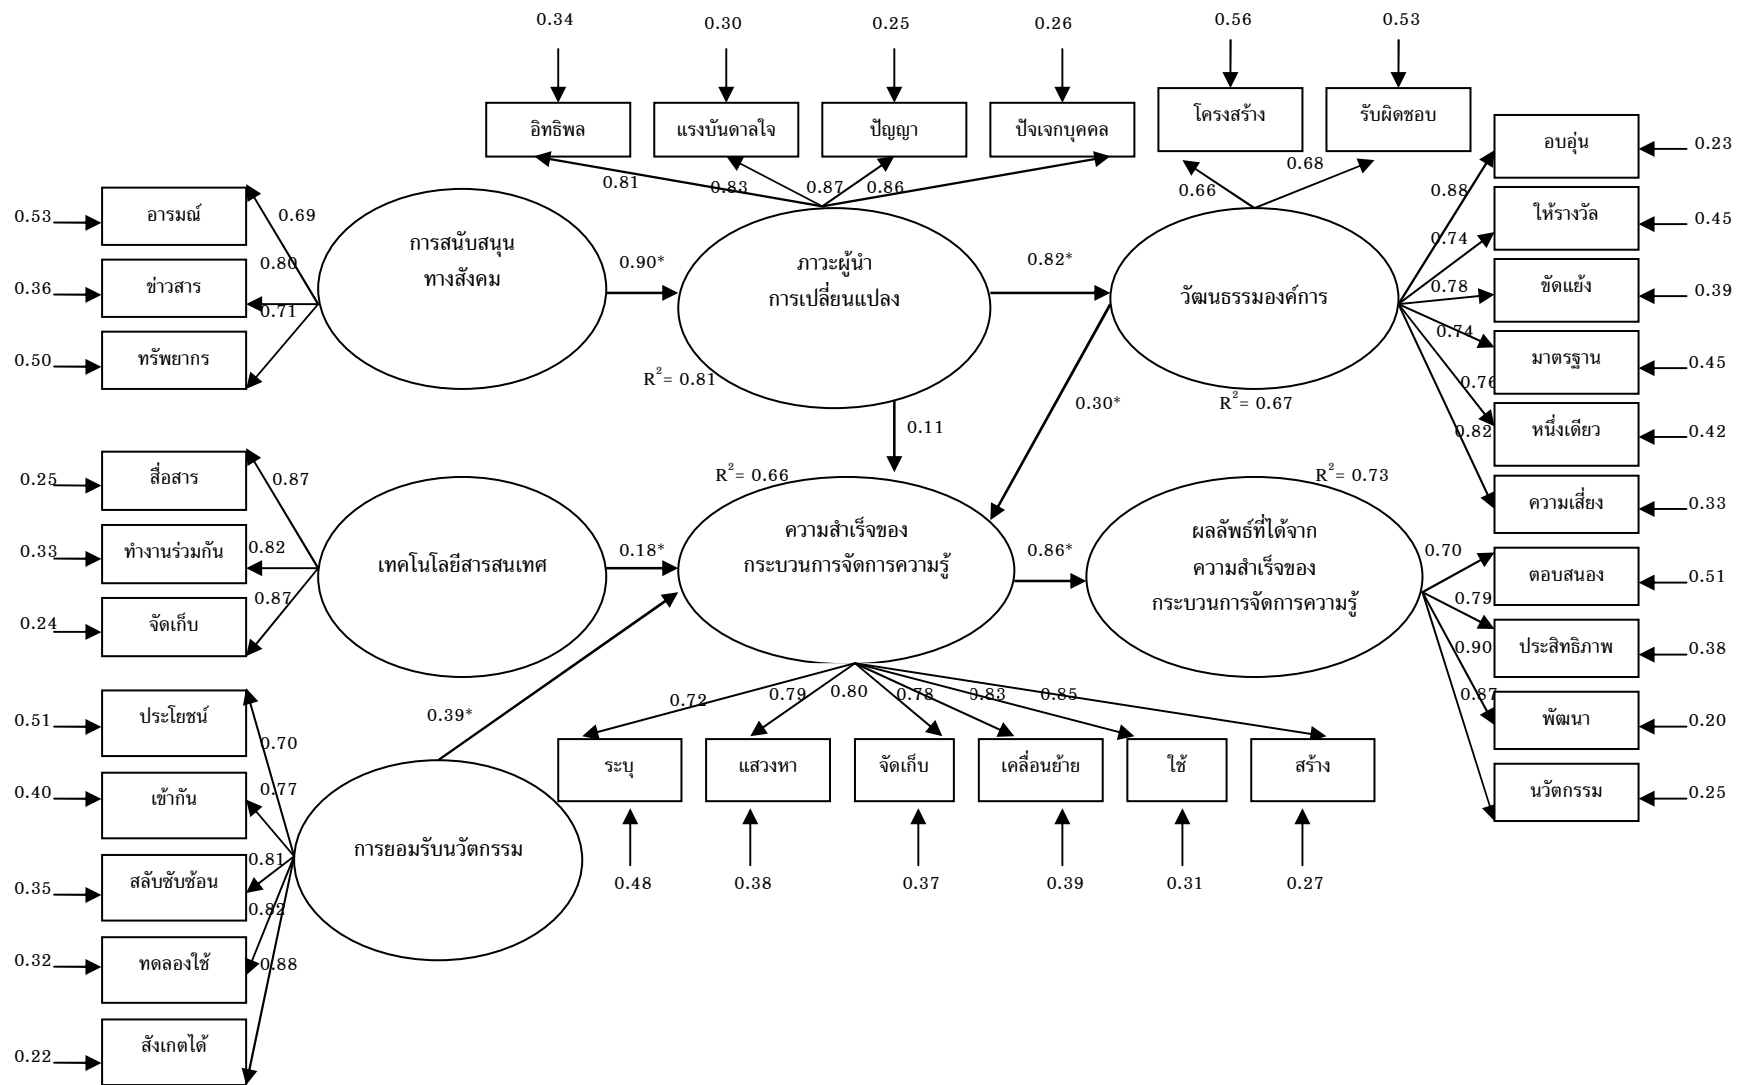 0.34
0.30
0.25
0.26
0.56
0.53
อิทธิพล
แรงบันดาลใจ
ปัญญา
ปัจเจกบุคคล
โครงสร้าง
รับผิดชอบ
0.81
0.83
0.87
0.86
0.66
0.68
0.53
อารมณ์
0.69
0.36
ข่าวสาร
0.80
0.50
ทรัพยากร
0.71
การสนับสนุน
ทางสังคม
0.90*
ภาวะผู้นำ
การเปลี่ยนแปลง
R²= 0.81
0.82*
วัฒนธรรมองค์การ
R²= 0.67
0.88
อบอุ่น
0.23
0.74
ให้รางวัล
0.45
0.78
ขัดแย้ง
0.39
0.74
มาตรฐาน
0.45
0.76
หนึ่งเดียว
0.42
0.82
ความเสี่ยง
0.33
0.11
0.30*
0.25
สื่อสาร
0.87
0.33
ทำงานร่วมกัน
0.82
0.24
จัดเก็บ
0.87
เทคโนโลยีสารสนเทศ
0.18*
R²= 0.66
ความสำเร็จของ
กระบวนการจัดการความรู้
0.86*
R²= 0.73
ผลลัพธ์ที่ได้จาก
ความสำเร็จของ
กระบวนการจัดการความรู้
0.70
ตอบสนอง
0.51
0.79
ประสิทธิภาพ
0.38
0.90
พัฒนา
0.20
0.87
นวัตกรรม
0.25
0.51
ประโยชน์
0.70
0.40
เข้ากัน
0.77
0.35
สลับซับซ้อน
0.81
0.32
ทดลองใช้
0.82
0.22
สังเกตได้
0.88
การยอมรับนวัตกรรม
0.39*
0.72
0.79
0.80
0.78
0.83
0.85
ระบุ
แสวงหา
จัดเก็บ
เคลื่อนย้าย
ใช้
สร้าง
0.48
0.38
0.37
0.39
0.31
0.27